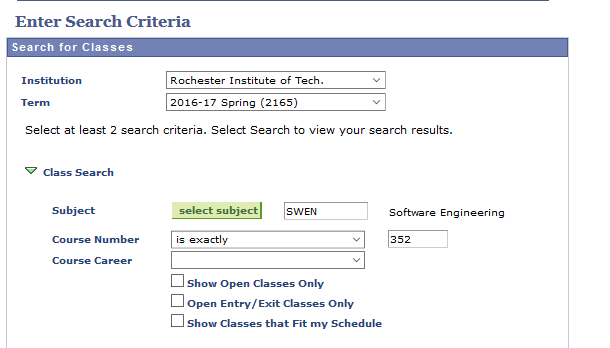 Enter Search Criteria
Search for Classes
Institution Rochester Institute of Tech.
Term 2016-17 Spring (2165)
Select at least 2 search criteria. Select Search to view your search results.
Class Search
Subject select subject SWEN Software Engineering
Course Number is exactly 352
Course Career
Show Open Classes Only
Open Entry/Exit Classes Only
Show Classes that Fit my Schedule